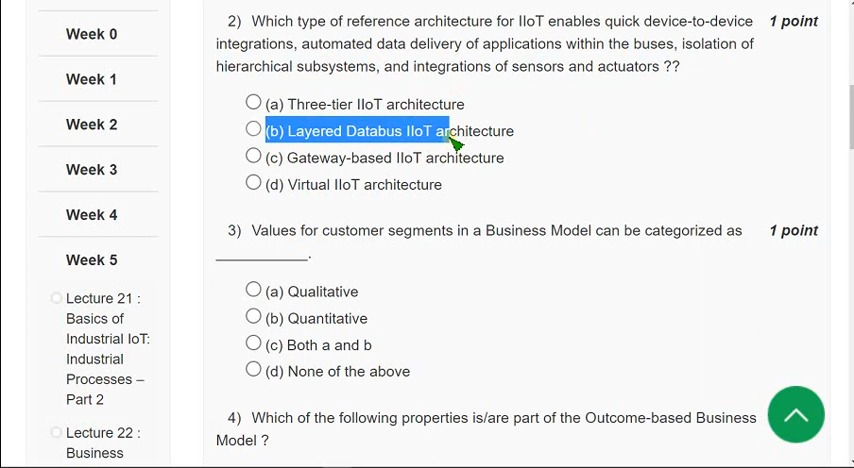 Week 0
Week 1
Week 2
Week 3
Week 4
Week 5
Lecture 21 :
Basics of
Industrial IoT:
Industrial
Processes –
Part 2
Lecture 22 :
Business
2) Which type of reference architecture for IIoT enables quick device-to-device 1 point
integrations, automated data delivery of applications within the buses, isolation of
hierarchical subsystems, and integrations of sensors and actuators ??
(a) Three-tier IIoT architecture
(b) Layered Databus IIoT architecture
(c) Gateway-based IIoT architecture
(d) Virtual IIoT architecture
3) Values for customer segments in a Business Model can be categorized as 1 point
____________.
(a) Qualitative
(b) Quantitative
(c) Both a and b
(d) None of the above
4) Which of the following properties is/are part of the Outcome-based Business
Model ?